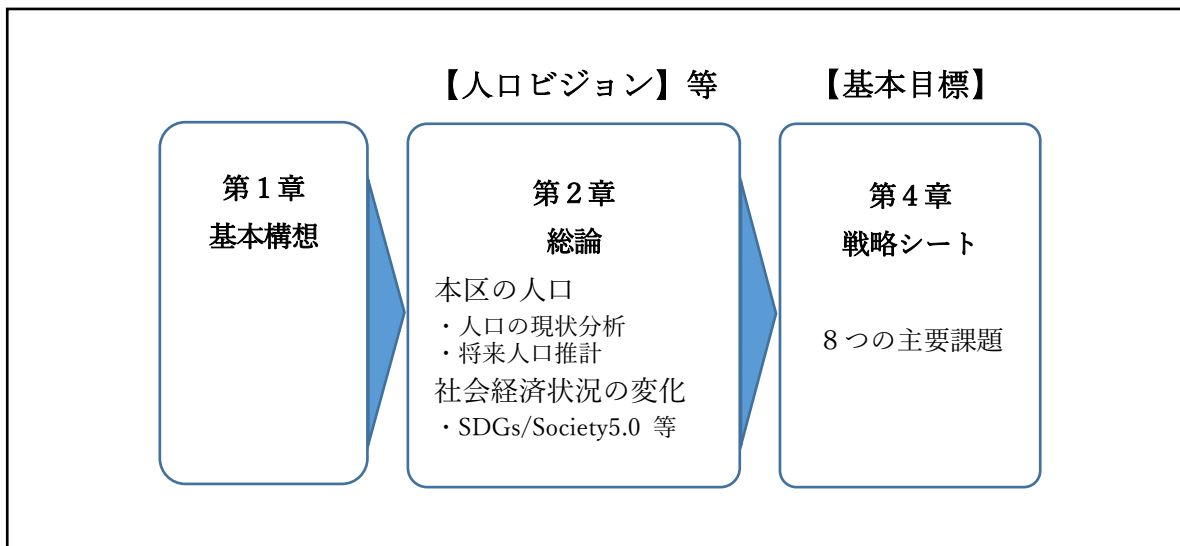 【人口ビジョン】等
【基本目標】
第１章
基本構想
第２章
総論
本区の人口
・人口の現状分析
・将来人口推計
社会経済状況の変化
・SDGs/Society5.0 等
第４章
戦略シート
８つの主要課題